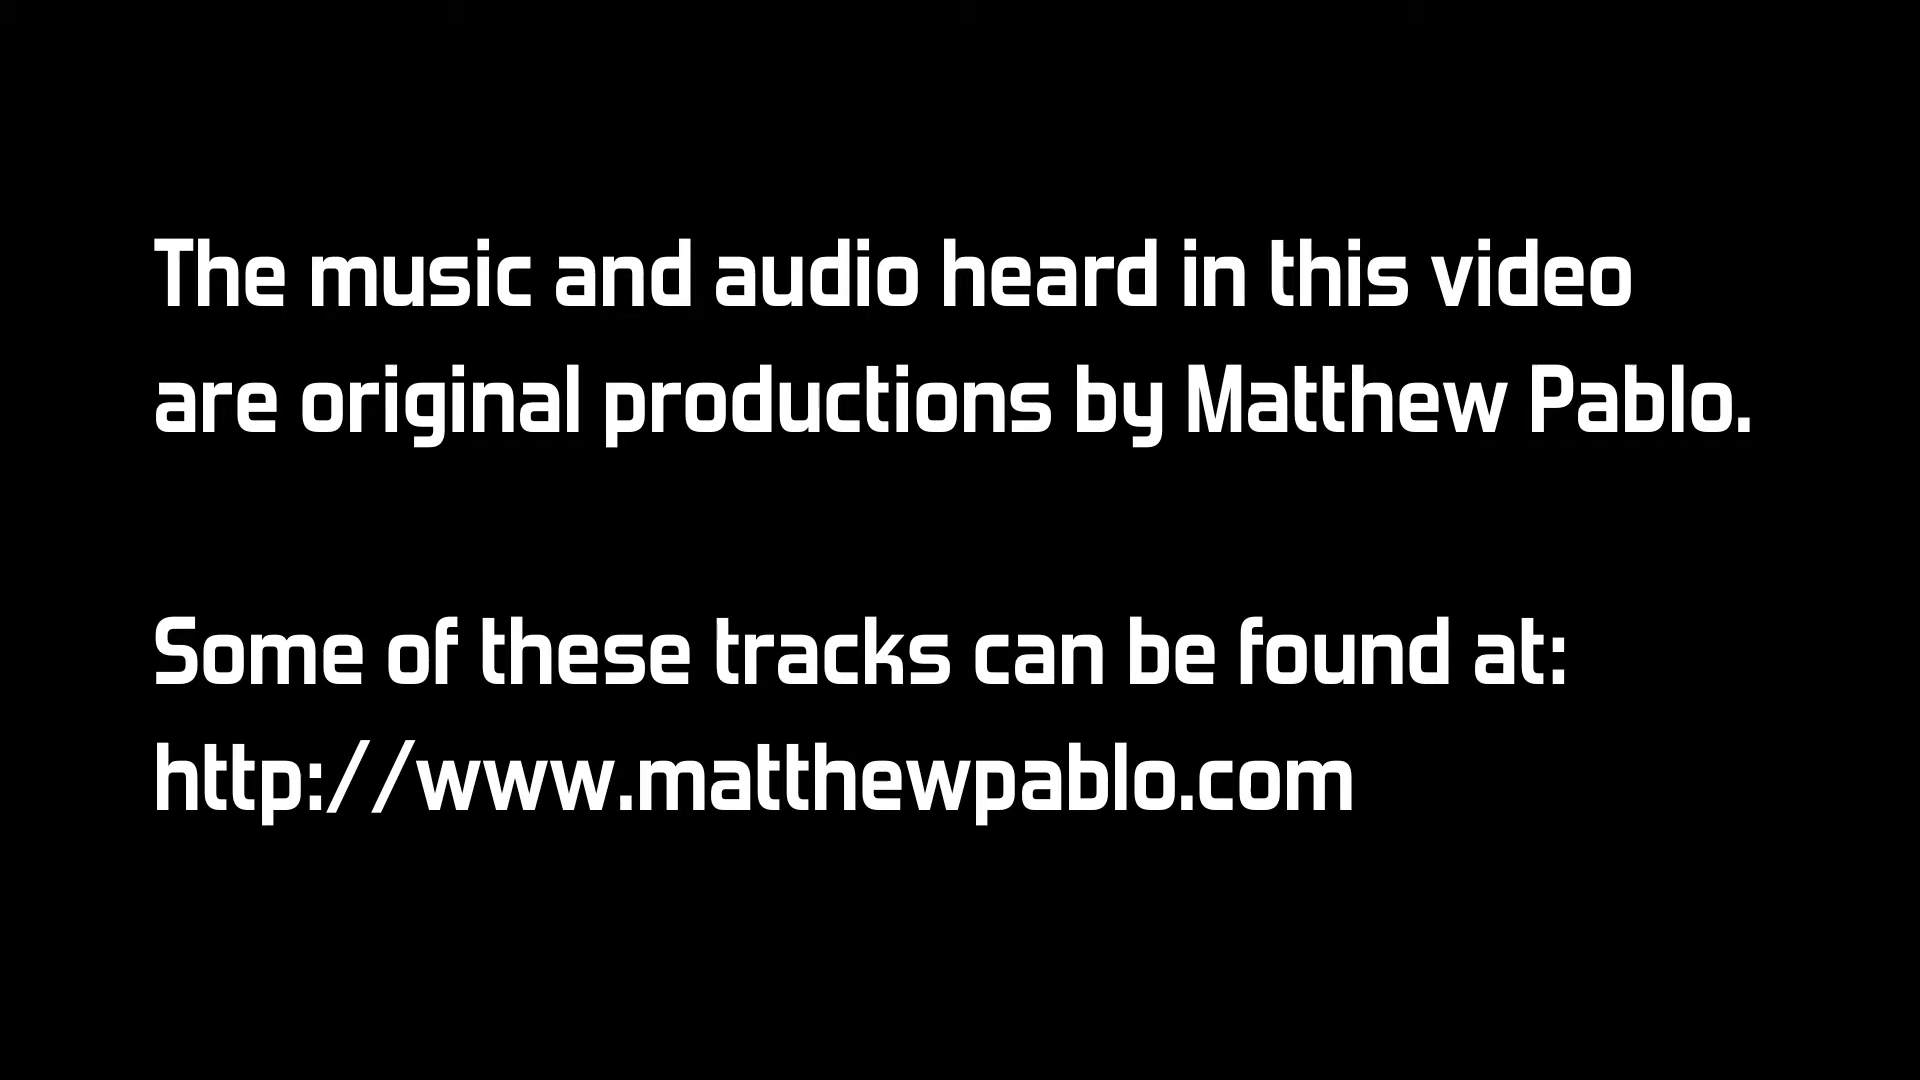 The music and audio heard in this video
are original productions by Matthew Pablo.
Some of these tracks can be found at:
http://www.matthewpablo.com